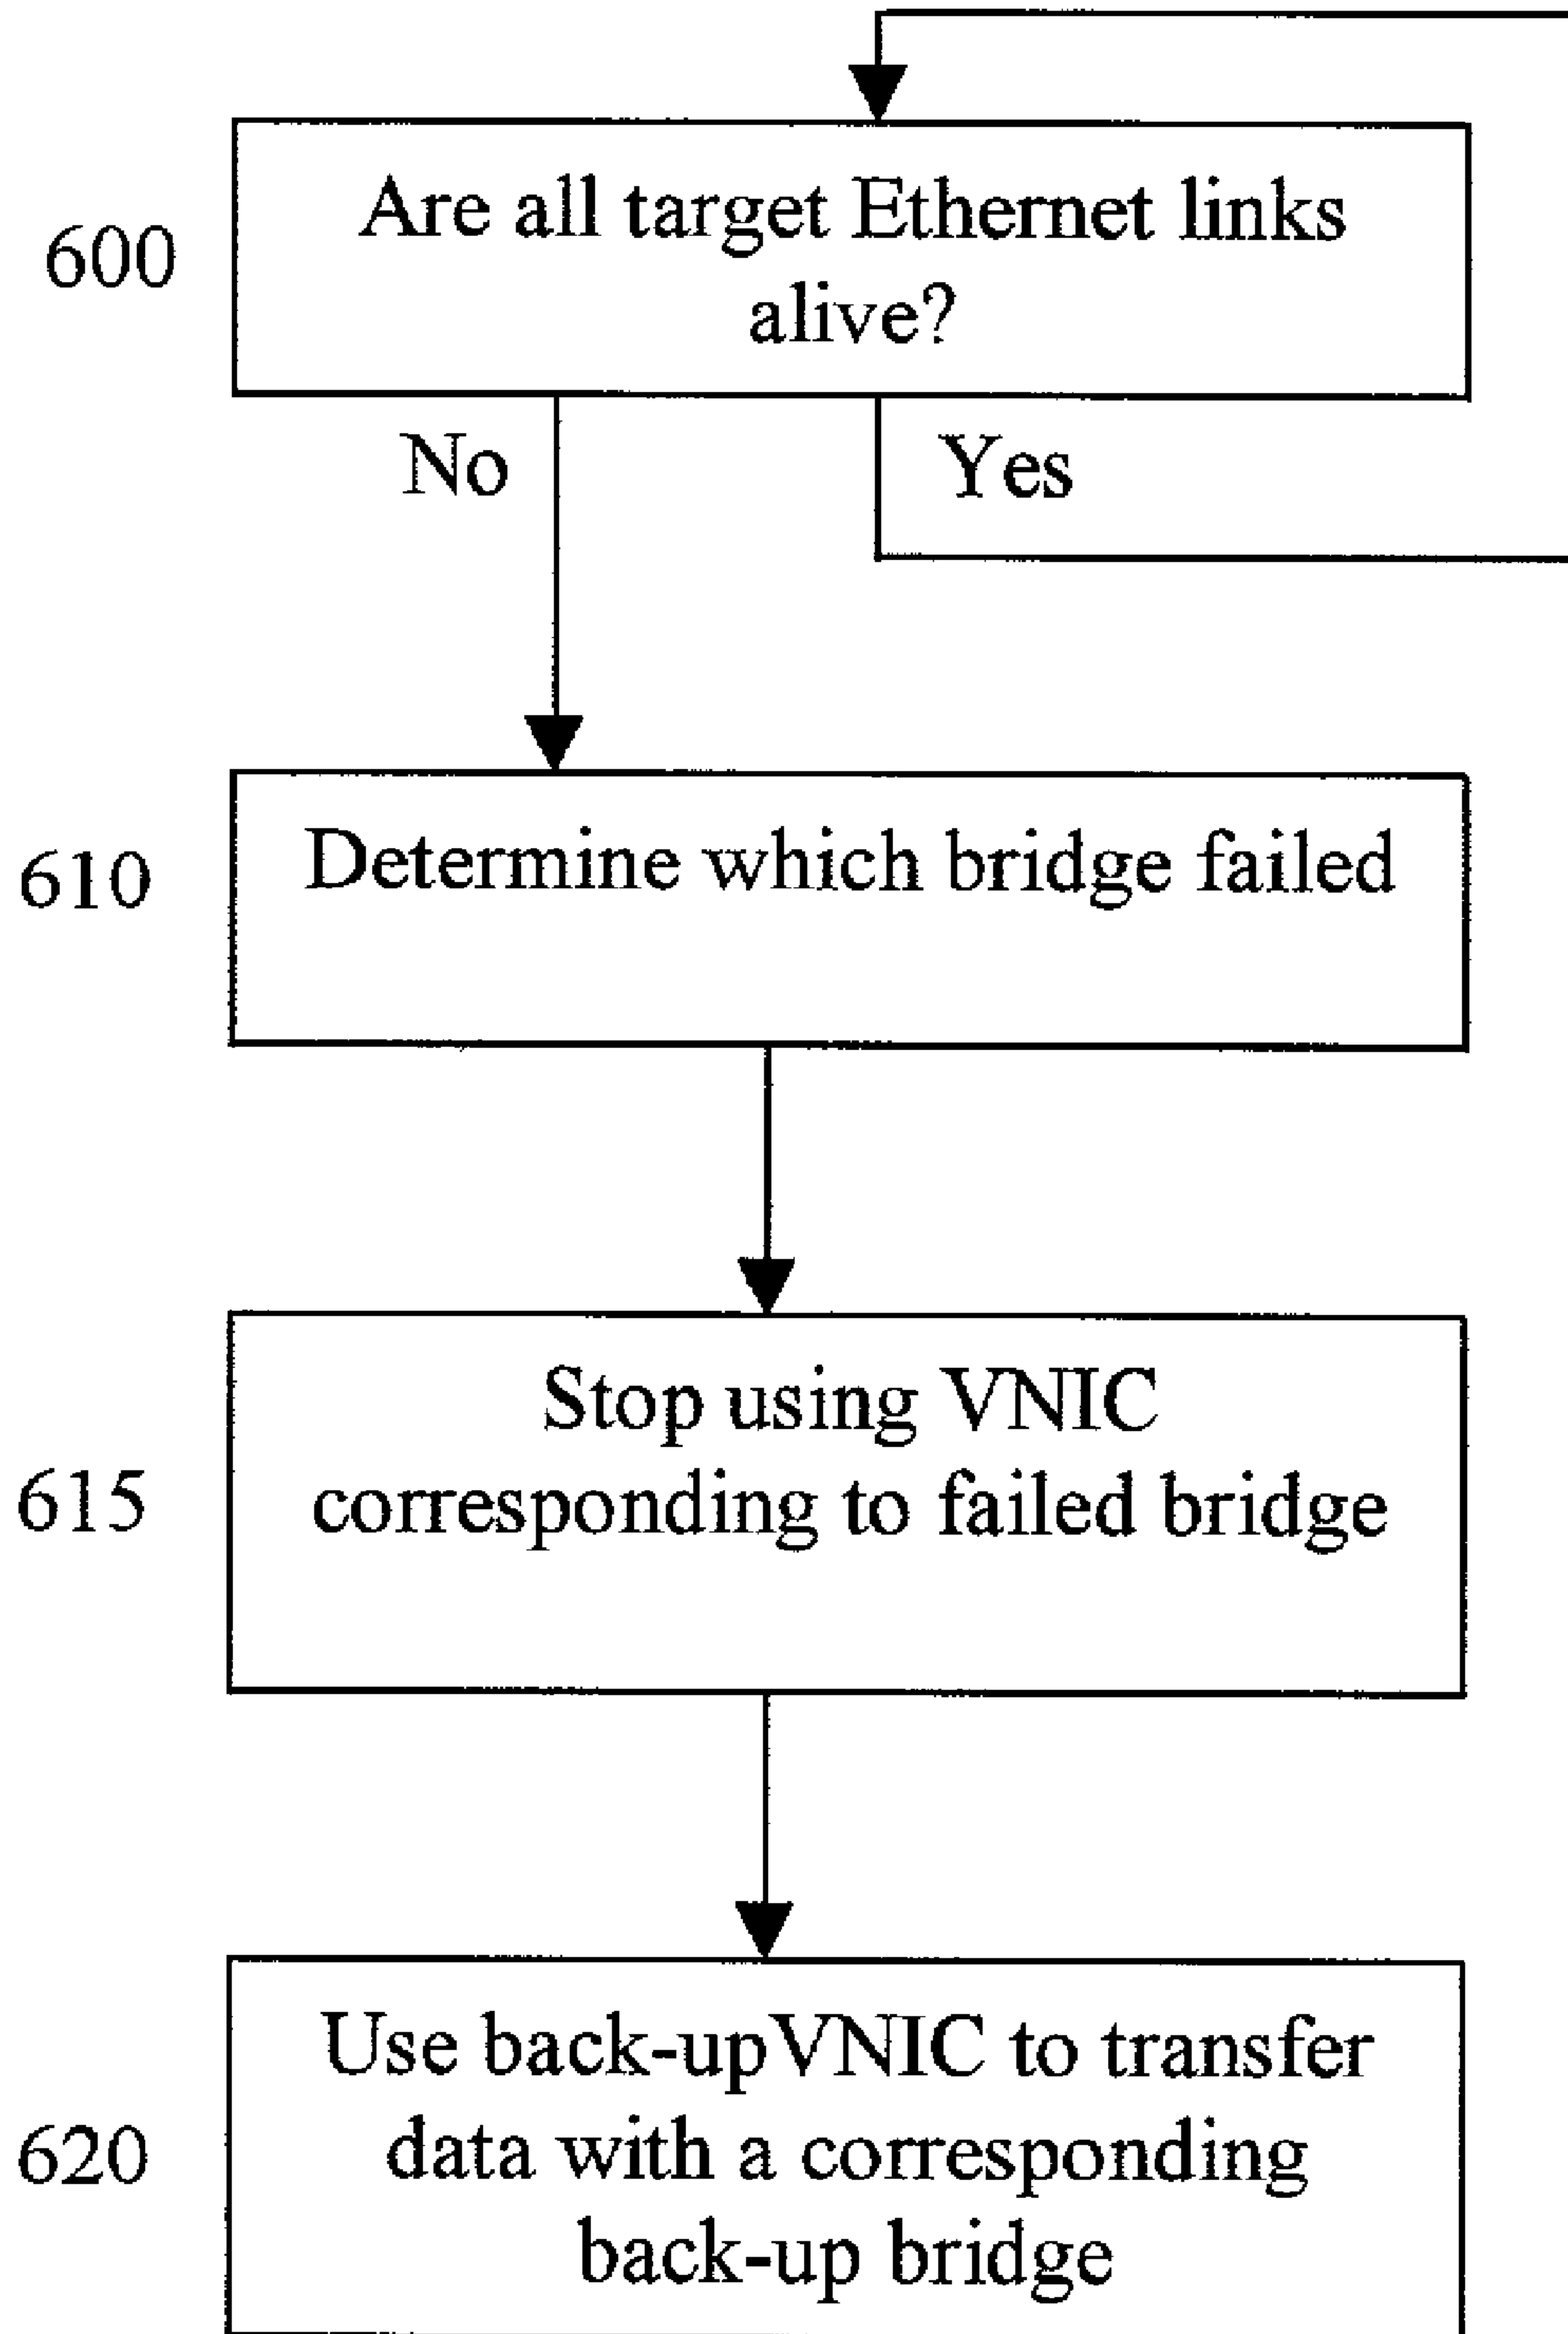 600
Are all target Ethernet links
alive?
No
Yes
610
Determine which bridge failed
615
Stop using VNIC
corresponding to failed bridge
620
Use back-upVNIC to transfer
data with a corresponding
back-up bridge